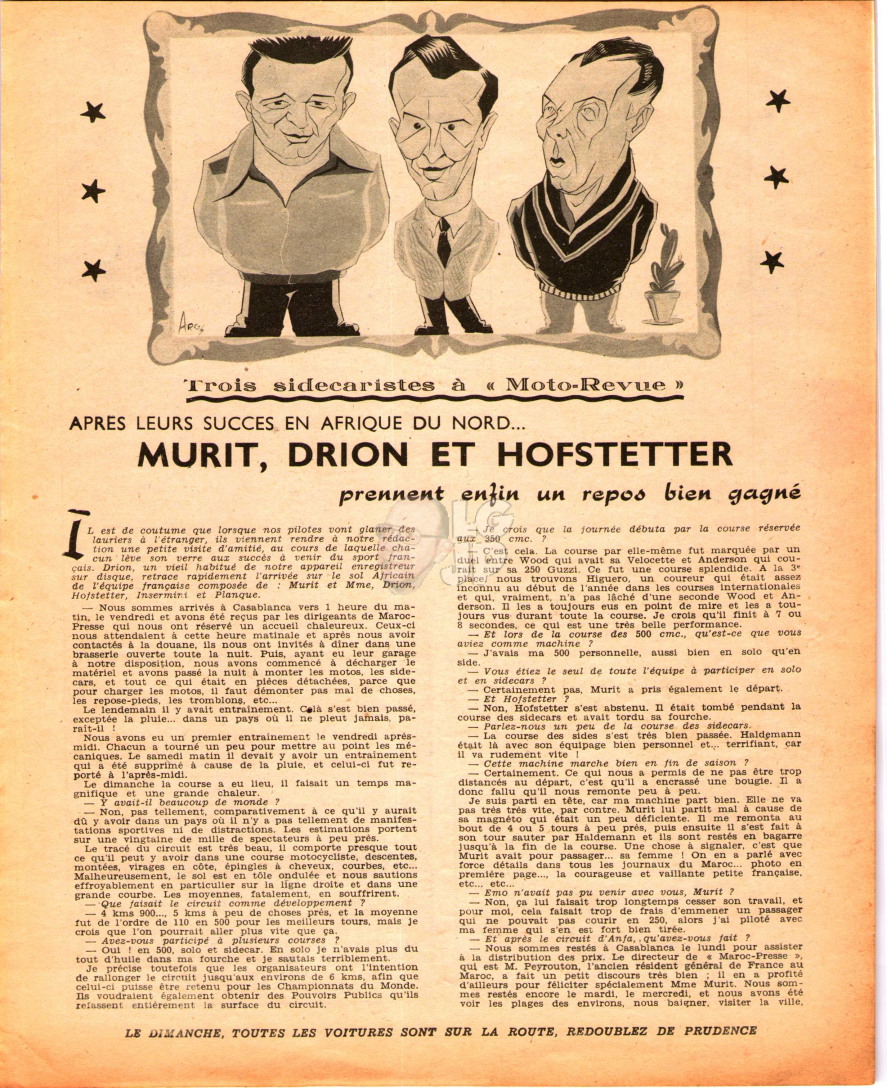 ARG.
Trois sidecaristes à « Moto-Revue »
APRÈS LEURS SUCCES EN AFRIQUE DU NORD...
MURIT, DRION ET HOFSTETTER
prennent enfin un repos bien gagné
IL est de coutume que lorsque nos pilotes vont glaner des
lauriers à l'étranger, ils viennent rendre à notre rédac-
tion une petite visite d'amitié, au cours de laquelle cha-
cun lève son verre aux succès à venir du sport fran-
çais. Drion, un vieil habitué de notre appareil enregistreur
sur disque, retrace rapidement l'arrivée sur le sol Africain
de l'équipe française composée de : Murit et Mme, Drion,
Hofstetter, Insermini et Planque.
— Nous sommes arrivés à Casablanca vers 1 heure du ma-
tin, le vendredi et avons été reçus par les dirigeants de Maroc-
Presse qui nous ont réservé un accueil chaleureux. Ceux-ci
nous attendaient à cette heure matinale et après nous avoir
contactés à la douane, ils nous ont invités à dîner dans une
brasserie ouverte toute la nuit. Puis, ayant eu leur garage
à notre disposition, nous avons commencé à décharger le
matériel et avons passé la nuit à monter les motos, les side-
cars, et tout ce qui était en pièces détachées, parce que
pour charger les motos, il faut démonter pas mal de choses,
les repose-pieds, les tromblons, etc...
Le lendemain il y avait entraînement. Celà s'est bien passé,
exceptée la pluie... dans un pays où il ne pleut jamais, pa-
raît-il !
Nous avons eu un premier entraînement le vendredi après-
midi. Chacun a tourné un peu pour mettre au point les mé-
caniques. Le samedi matin il devait y avoir un entraînement
qui a été supprimé à cause de la pluie, et celui-ci fut re-
porté à l'après-midi.
Le dimanche la course a eu lieu, il faisait un temps ma-
gnifique et une grande chaleur.
— Y avait-il beaucoup de monde ?
— Non, pas tellement, comparativement à ce qu'il y aurait
dû y avoir dans un pays où il n'y a pas tellement de manifes-
tations sportives ni de distractions. Les estimations portent
sur une vingtaine de mille de spectateurs à peu près.
Le tracé du circuit est très beau, il comporte presque tout
ce qu'il peut y avoir dans une course motocycliste, descentes,
montées, virages en côte, épingles à cheveux, courbes, etc...
Malheureusement, le sol est en tôle ondulée et nous sautions
effroyablement en particulier sur la ligne droite et dans une
grande courbe. Les moyennes, fatalement, en souffrirent.
— Que faisait le circuit comme développement ?
— 4 kms 900..., 5 kms à peu de choses près, et la moyenne
fut de l'ordre de 110 en 500 pour les meilleurs tours, mais je
crois que l'on pourrait aller plus vite que ça.
— Avez-vous participé à plusieurs courses ?
— Oui ! en 500, solo et sidecar. En solo je n'avais plus du
tout d'huile dans ma fourche et je sautais terriblement.
Je précise toutefois que les organisateurs ont l'intention
de rallonger le circuit jusqu'aux environs de 6 kms, afin que
celui-ci puisse être retenu pour les Championnats du Monde.
Ils voudraient également obtenir des Pouvoirs Publics qu'ils
refassent entièrement la surface du circuit.
— Je crois que la journée débuta par la course réservée
aux 350 cmc. ?
— C'est cela. La course par elle-même fut marquée par un
duel entre Wood qui avait sa Velocette et Anderson qui cou-
rait sur sa 250 Guzzi. Ce fut une course splendide. A la 3e
place, nous trouvons Higuero, un coureur qui était assez
inconnu au début de l'année dans les courses internationales
et qui, vraiment, n'a pas lâché d'une seconde Wood et An-
derson. Il les a toujours eus en point de mire et les a tou-
jours vus durant toute la course. Je crois qu'il finit à 7 ou
8 secondes, ce qui est une très belle performance.
— Et lors de la course des 500 cmc., qu'est-ce que vous
aviez comme machine ?
— J'avais ma 500 personnelle, aussi bien en solo qu'en
side.
— Vous étiez le seul de toute l'équipe à participer en solo
et en sidecars ?
— Certainement pas, Murit a pris également le départ.
— Et Hofstetter ?
— Non, Hofstetter s'est abstenu. Il était tombé pendant la
course des sidecars et avait tordu sa fourche.
— Parlez-nous un peu de la course des sidecars.
— La course des sides s'est très bien passée. Haldemann
était là avec son équipage bien personnel et... terrifiant, car
il va rudement vite !
— Cette machine marche bien en fin de saison ?
— Certainement. Ce qui nous a permis de ne pas être trop
distancés au départ, c'est qu'il a encrassé une bougie. Il a
donc fallu qu'il nous remonte peu à peu.
Je suis parti en tête, car ma machine part bien. Elle ne va
pas très très vite, par contre. Murit lui partit mal à cause de
sa magnéto qui était un peu déficiente. Il me remonta au
bout de 4 ou 5 tours à peu près, puis ensuite il s'est fait à
son tour sauter par Haldemann et ils sont restés en bagarre
jusqu'à la fin de la course. Une chose à signaler, c'est que
Murit avait pour passager... sa femme ! On en a parlé avec
force détails dans tous les journaux du Maroc... photo en
première page..., la courageuse et vaillante petite française,
etc... etc...
— Emo n'avait pas pu venir avec vous, Murit ?
— Non, ça lui faisait trop longtemps cesser son travail, et
pour moi, cela faisait trop de frais d'emmener un passager
qui ne pouvait pas courir en 250, alors j'ai piloté avec
ma femme qui s'en est fort bien tirée.
— Et après le circuit d'Anfa, qu'avez-vous fait ?
— Nous sommes restés à Casablanca le lundi pour assister
à la distribution des prix. Le directeur de « Maroc-Presse »,
qui est M. Peyrouton, l'ancien résident général de France au
Maroc, a fait un petit discours très bien ; il en a profité
d'ailleurs pour féliciter spécialement Mme Murit. Nous som-
mes restés encore le mardi, le mercredi, et nous avons été
voir les plages des environs, nous baigner, visiter la ville,
LE DIMANCHE, TOUTES LES VOITURES SONT SUR LA ROUTE, REDOUBLEZ DE PRUDENCE